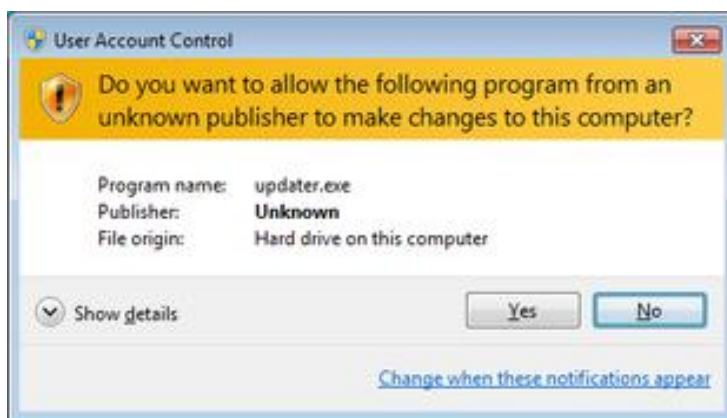 User Account Control
Do you want to allow the following program from an
unknown publisher to make changes to this computer?
Program name: updater.exe
Publisher: Unknown
File origin: Hard drive on this computer
Show details
Yes
No
Change when these notifications appear